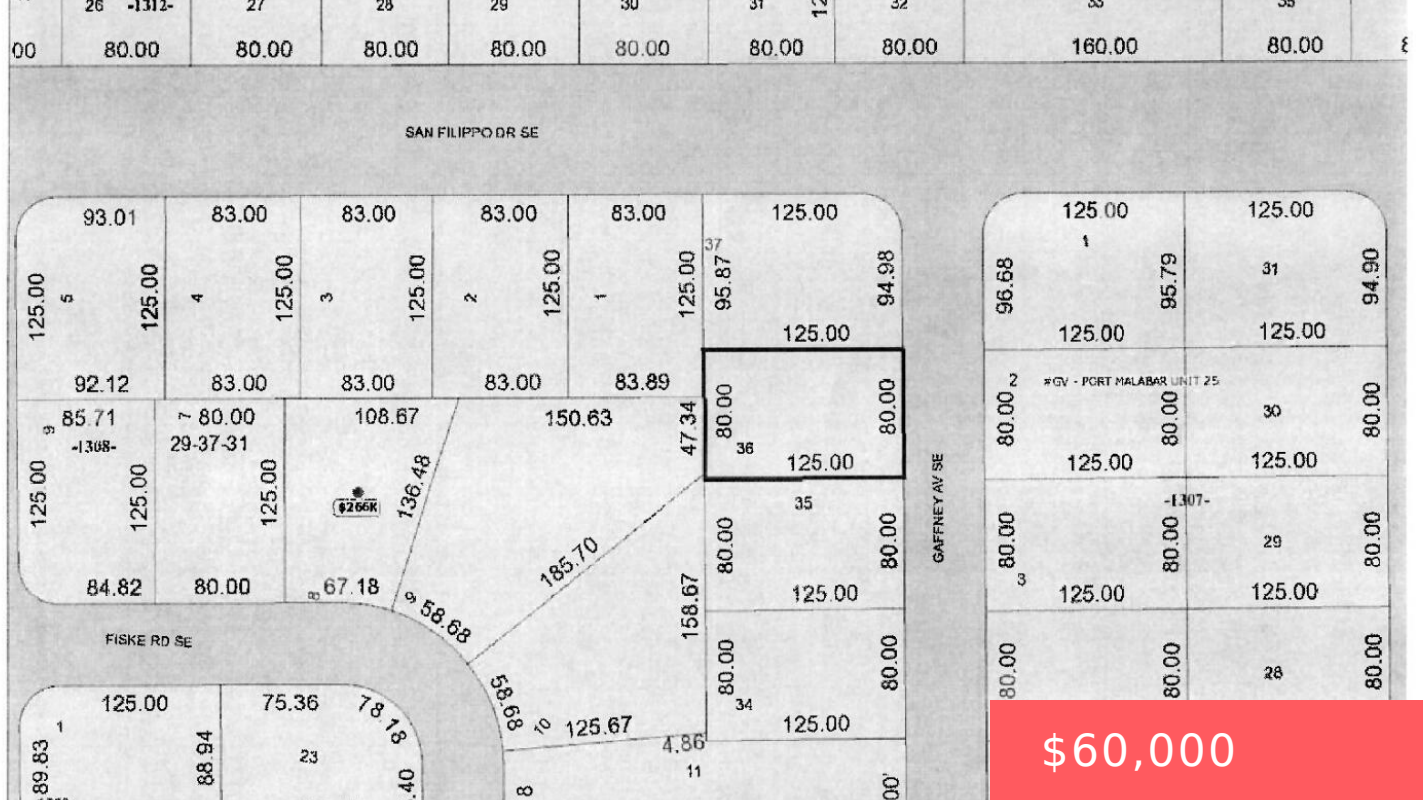 26 -1312- 27 28 29 30 31 32 33 35
00 80.00 80.00 80.00 80.00 80.00 80.00 80.00 160.00 80.00
SAN FILIPPO DR SE
93.01 83.00 83.00 83.00 83.00 125.00 125.00 125.00
37
1
125.00 5 125.00 4 125.00 3 125.00 2 125.00 1 125.00 95.87 94.98 96.68 95.79 31 94.90
125.00 125.00 125.00
92.12 83.00 83.00 83.00 83.89
2 #GV - PORT MALABAR UNIT 25
9 85.71 7 80.00 108.67 150.63 47.34 80.00 80.00 80.00 80.00 30 80.00
-1308- 29-37-31
36 125.00 125.00 125.00
125.00 125.00 125.00 136.48
$266K
35
-1307-
GAFFNEY AV SE
185.70 80.00 80.00 80.00 80.00 29 80.00
3
84.82 80.00 8 67.18 9 58.68 158.67 125.00 125.00 125.00
FISKE RD SE
80.00 80.00 80.00 80.00 28 80.00
125.00 75.36 78.18 58.68 10 125.67 34 125.00
1
4.86
89.83 88.94 23 .40 8 11 00'
$60,000